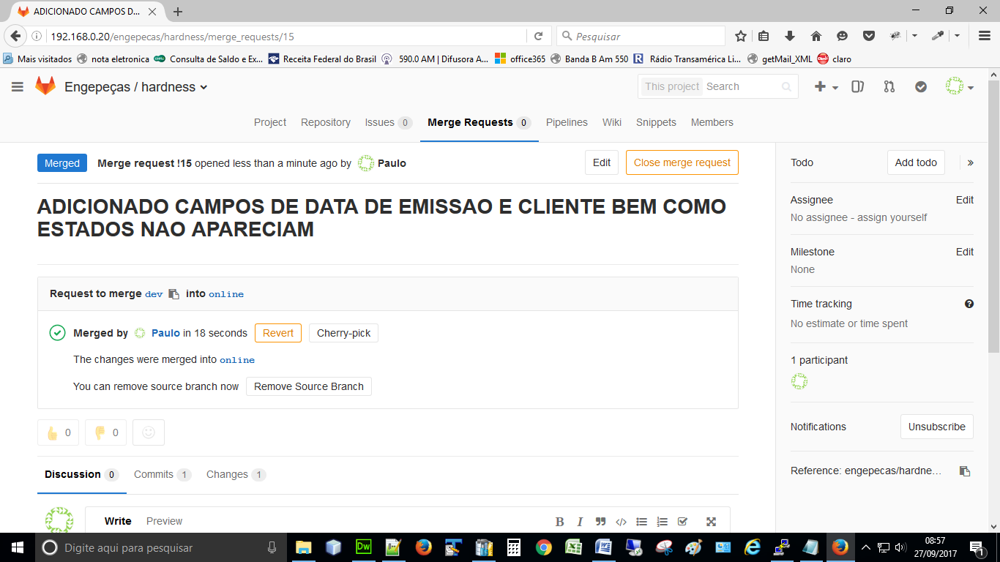 ADICIONADO CAMPOS D...
192.168.0.20/engepecas/hardness/merge_requests/15
Pesquisar
Mais visitados nota eletronica Consulta de Saldo e Ex... Receita Federal do Brasil 590.0 AM | Difusora A... office365 Banda B Am 550 Rádio Transamérica Li... getMail_XML claro
Engepeças / hardness
This project Search
Project Repository Issues 0 Merge Requests 0 Pipelines Wiki Snippets Members
Merged Merge request !15 opened less than a minute ago by Paulo Edit Close merge request
ADICIONADO CAMPOS DE DATA DE EMISSAO E CLIENTE BEM COMO
ESTADOS NAO APARECIAM
Request to merge dev into online
Merged by Paulo in 18 seconds Revert Cherry-pick
The changes were merged into online
You can remove source branch now Remove Source Branch
0 0
Discussion 0 Commits 1 Changes 1
Write Preview
Todo Add todo »
Assignee Edit
No assignee - assign yourself
Milestone Edit
None
Time tracking
No estimate or time spent
1 participant
Notifications Unsubscribe
Reference: engepecas/hardne...
Digite aqui para pesquisar
Dw
08:57
27/09/2017
1